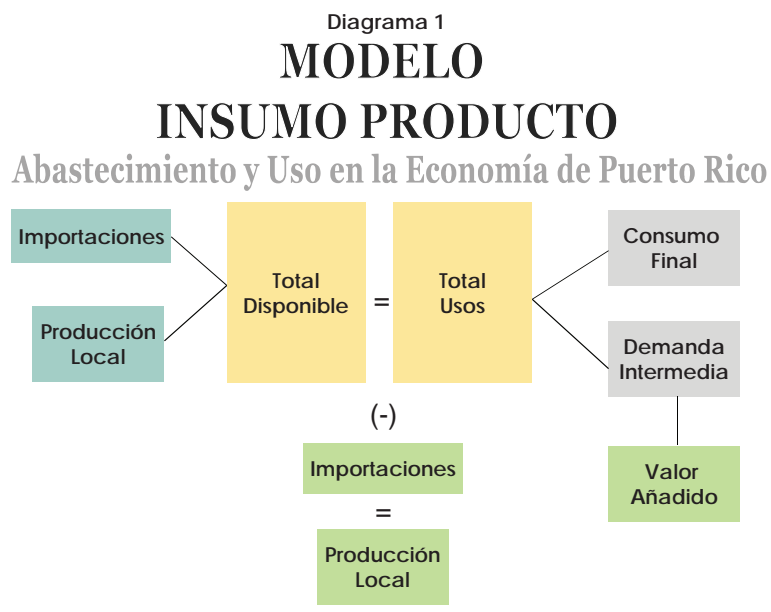 Diagrama 1
MODELO
INSUMO PRODUCTO
Abastecimiento y Uso en la Economía de Puerto Rico
Importaciones
Producción
Local
Total
Disponible
=
Total
Usos
Consumo
Final
Demanda
Intermedia
Valor
Añadido
(-)
Importaciones
=
Producción
Local